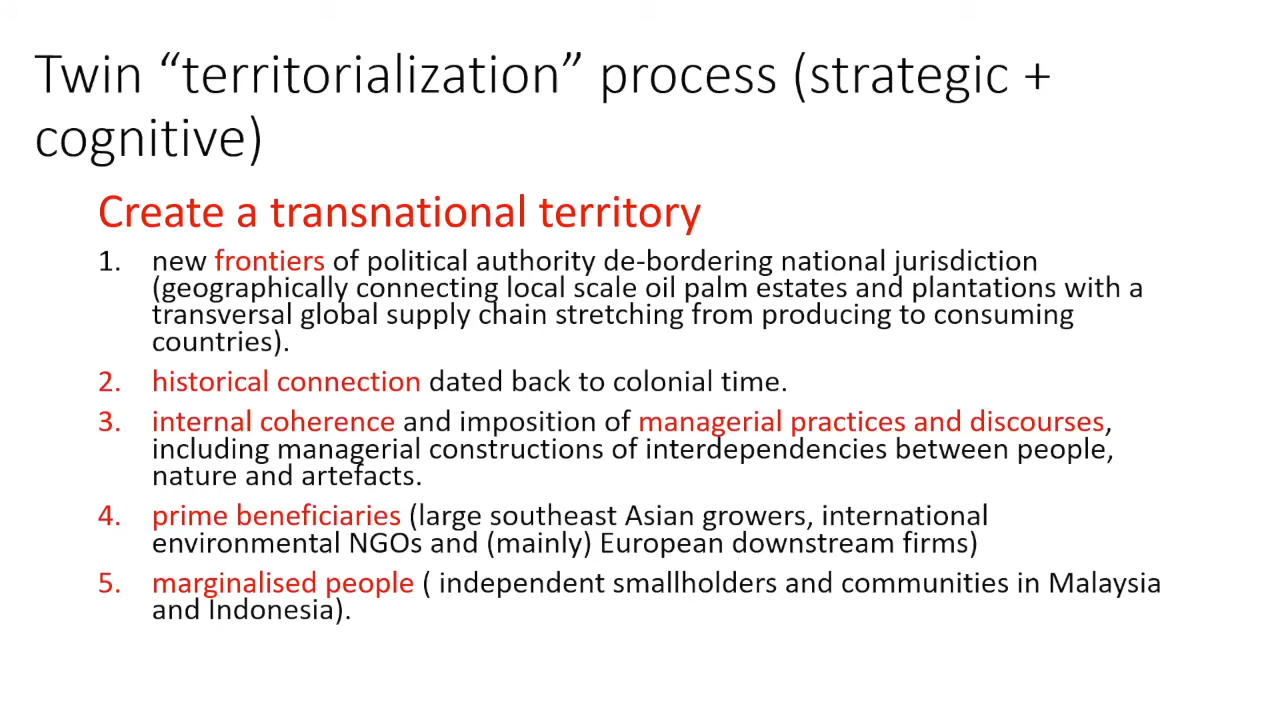 Twin “territorialization” process (strategic +
cognitive)
Create a transnational territory
1. new frontiers of political authority de-bordering national jurisdiction
(geographically connecting local scale oil palm estates and plantations with a
transversal global supply chain stretching from producing to consuming
countries).
2. historical connection dated back to colonial time.
3. internal coherence and imposition of managerial practices and discourses,
including managerial constructions of interdependencies between people,
nature and artefacts.
4. prime beneficiaries (large southeast Asian growers, international
environmental NGOs and (mainly) European downstream firms)
5. marginalised people ( independent smallholders and communities in Malaysia
and Indonesia).